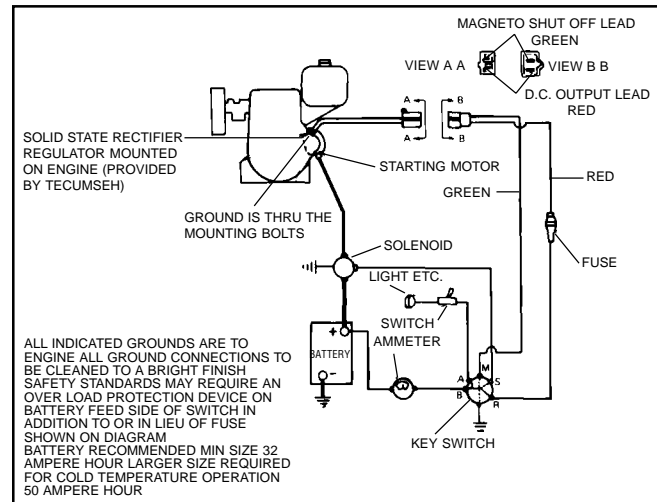 MAGNETO SHUT OFF LEAD
GREEN
VIEW A A
VIEW B B
D.C. OUTPUT LEAD
RED
A
B
A
B
SOLID STATE RECTIFIER
REGULATOR MOUNTED
ON ENGINE (PROVIDED
BY TECUMSEH)
STARTING MOTOR
GREEN
RED
GROUND IS THRU THE
MOUNTING BOLTS
SOLENOID
FUSE
LIGHT ETC.
SWITCH
AMMETER
+
BATTERY
-
M
A
S
B
R
KEY SWITCH
ALL INDICATED GROUNDS ARE TO
ENGINE ALL GROUND CONNECTIONS TO
BE CLEANED TO A BRIGHT FINISH
SAFETY STANDARDS MAY REQUIRE AN
OVER LOAD PROTECTION DEVICE ON
BATTERY FEED SIDE OF SWITCH IN
ADDITION TO OR IN LIEU OF FUSE
SHOWN ON DIAGRAM
BATTERY RECOMMENDED MIN SIZE 32
AMPERE HOUR LARGER SIZE REQUIRED
FOR COLD TEMPERATURE OPERATION
50 AMPERE HOUR